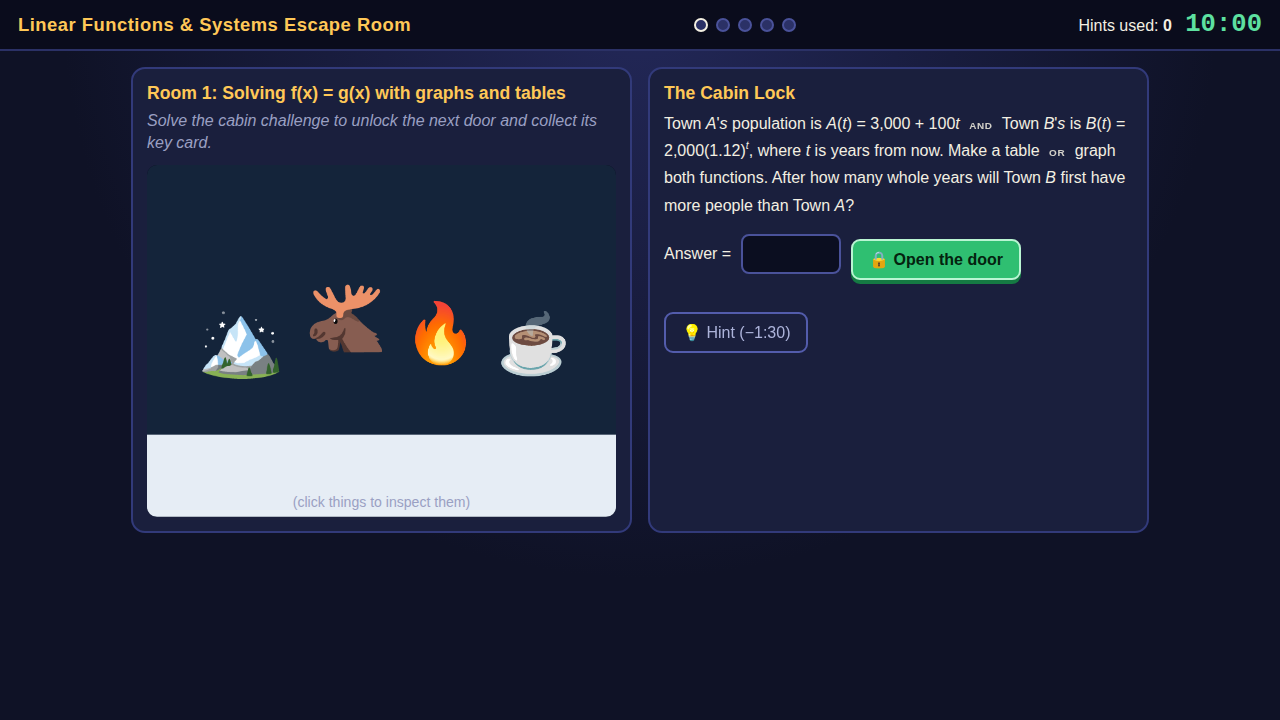 Linear Functions & Systems Escape Room
Hints used: 0 10:00
Room 1: Solving f(x) = g(x) with graphs and tables
Solve the cabin challenge to unlock the next door and collect its
key card.
(click things to inspect them)
The Cabin Lock
Town A's population is A(t) = 3,000 + 100t AND Town B's is B(t) =
2,000(1.12)^t, where t is years from now. Make a table OR graph
both functions. After how many whole years will Town B first have
more people than Town A?
Answer =
🔒 Open the door
💡 Hint (−1:30)